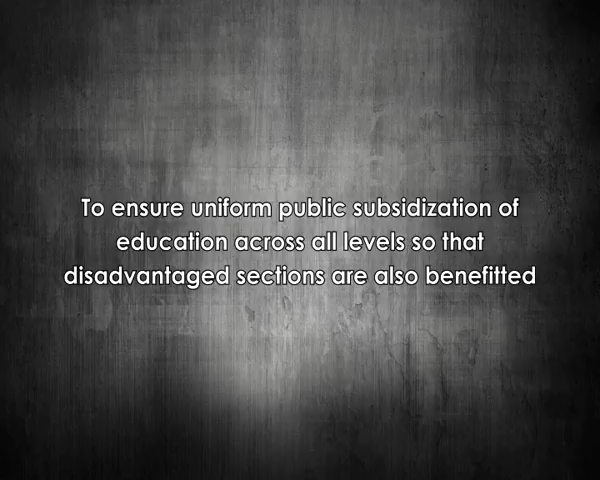 To ensure uniform public subsidization of
education across all levels so that
disadvantaged sections are also benefitted